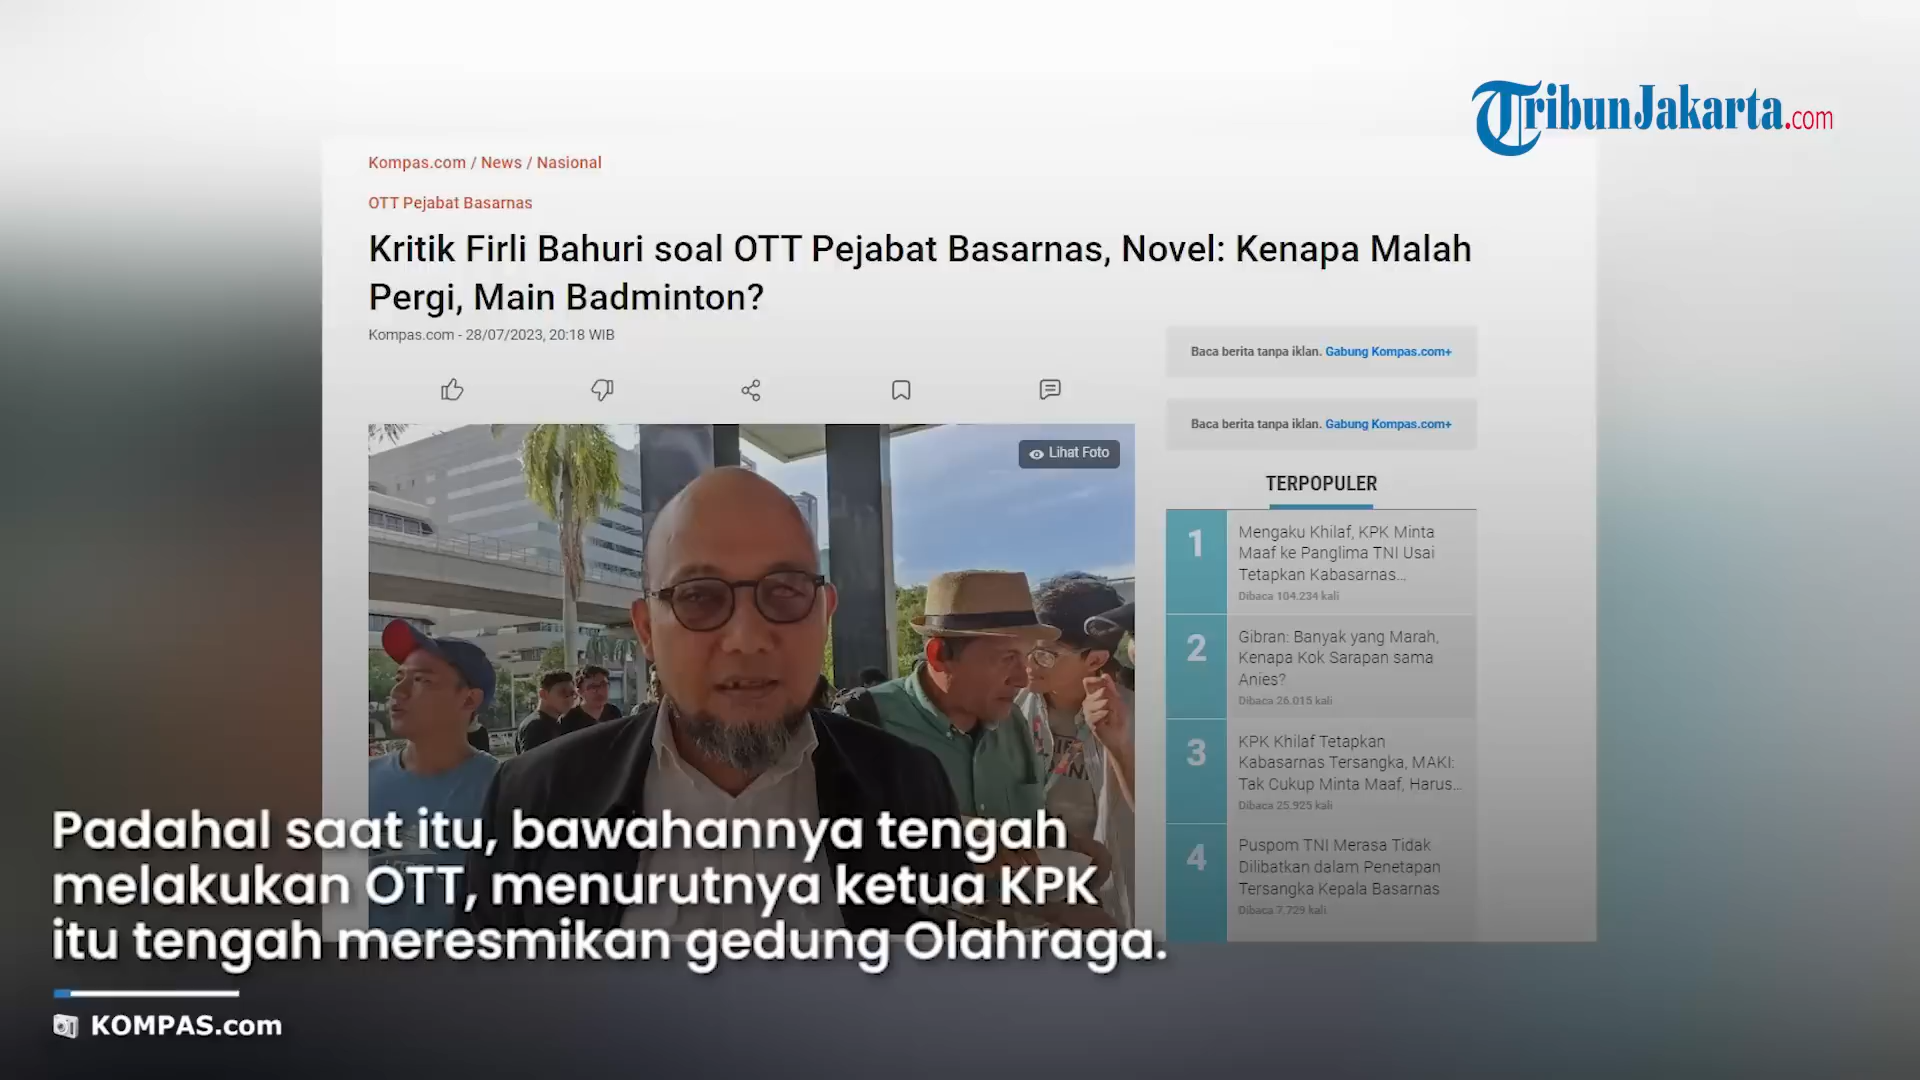 TribunJakarta.com
Kompas.com / News / Nasional
OTT Pejabat Basarnas
Kritik Firli Bahuri soal OTT Pejabat Basarnas, Novel: Kenapa Malah
Pergi, Main Badminton?
Kompas.com - 28/07/2023, 20:18 WIB
Baca berita tanpa iklan. Gabung Kompas.com+
Baca berita tanpa iklan. Gabung Kompas.com+
Lihat Foto
TERPOPULER
1
Mengaku Khilaf, KPK Minta
Maaf ke Panglima TNI Usai
Tetapkan Kabasarnas...
Dibaca 104.234 kali
2
Gibran: Banyak yang Marah,
Kenapa Kok Sarapan sama
Anies?
Dibaca 26.015 kali
3
KPK Khilaf Tetapkan
Kabasarnas Tersangka, MAKI:
Tak Cukup Minta Maaf, Harus...
Dibaca 25.925 kali
4
Puspom TNI Merasa Tidak
Dilibatkan dalam Penetapan
Tersangka Kepala Basarnas
Dibaca 7.729 kali
Padahal saat itu, bawahannya tengah
melakukan OTT, menurutnya ketua KPK
itu tengah meresmikan gedung Olahraga.
KOMPAS.com